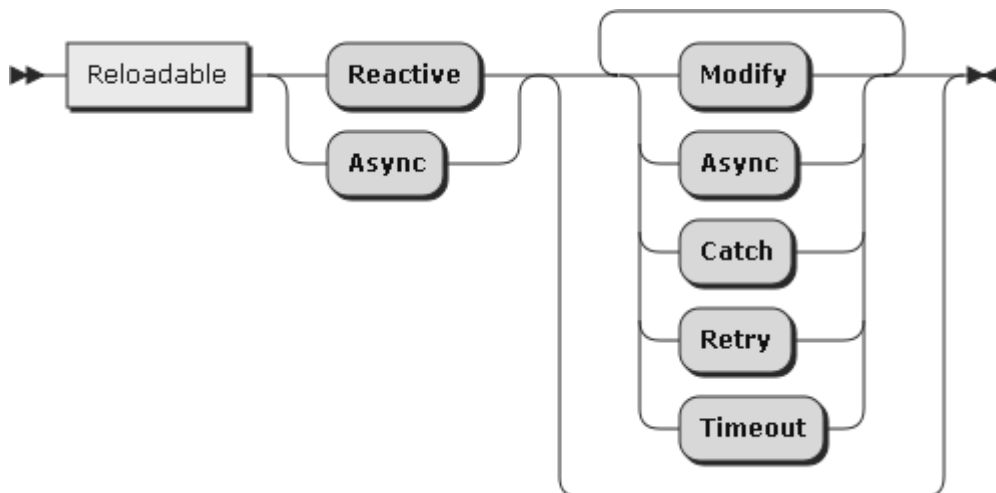 Reloadable Reactive Modify
Async Async
Catch
Retry
Timeout